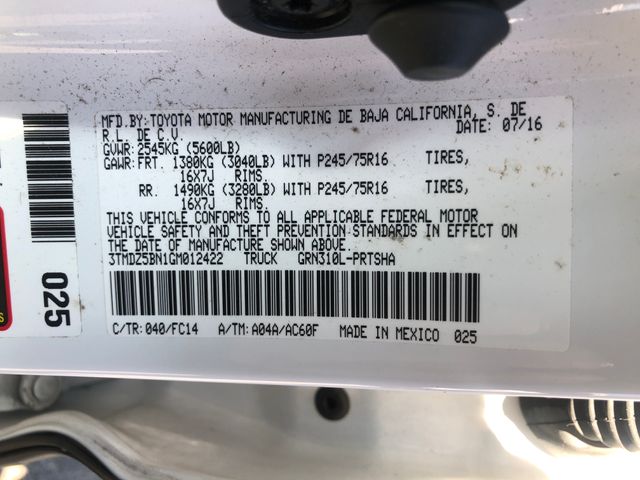 MFD.BY:TOYOTA MOTOR MANUFACTURING DE BAJA CALIFORNIA, S. DE
R.L. DE C.V. DATE: 07/16
GVWR:2545KG (5600LB)
GAWR:FRT. 1380KG (3040LB) WITH P245/75R16 TIRES,
16X7J RIMS.
RR. 1490KG (3280LB) WITH P245/75R16 TIRES,
16X7J RIMS.
THIS VEHICLE CONFORMS TO ALL APPLICABLE FEDERAL MOTOR
VEHICLE SAFETY AND THEFT PREVENTION STANDARDS IN EFFECT ON
THE DATE OF MANUFACTURE SHOWN ABOVE.
3TMDZ5BN1GM012422 TRUCK GRN310L-PRTSHA
C/TR: 040/FC14 A/TM: A04A/AC60F MADE IN MEXICO 025
025